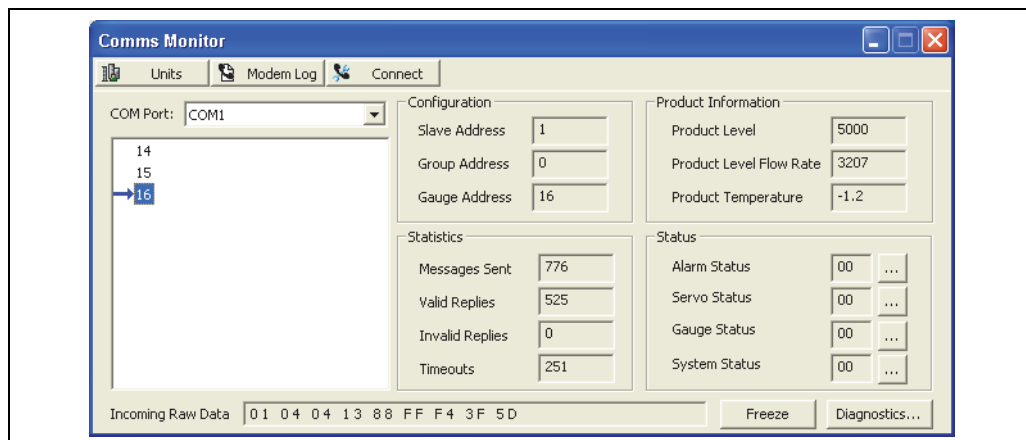 Comms Monitor
Units Modem Log Connect
COM Port: COM1
14
15
16
Configuration
Slave Address 1
Group Address 0
Gauge Address 16
Product Information
Product Level 5000
Product Level Flow Rate 3207
Product Temperature -1.2
Statistics
Messages Sent 776
Valid Replies 525
Invalid Replies 0
Timeouts 251
Status
Alarm Status 00 ...
Servo Status 00 ...
Gauge Status 00 ...
System Status 00 ...
Incoming Raw Data 01 04 04 13 88 FF F4 3F 5D Freeze Diagnostics...